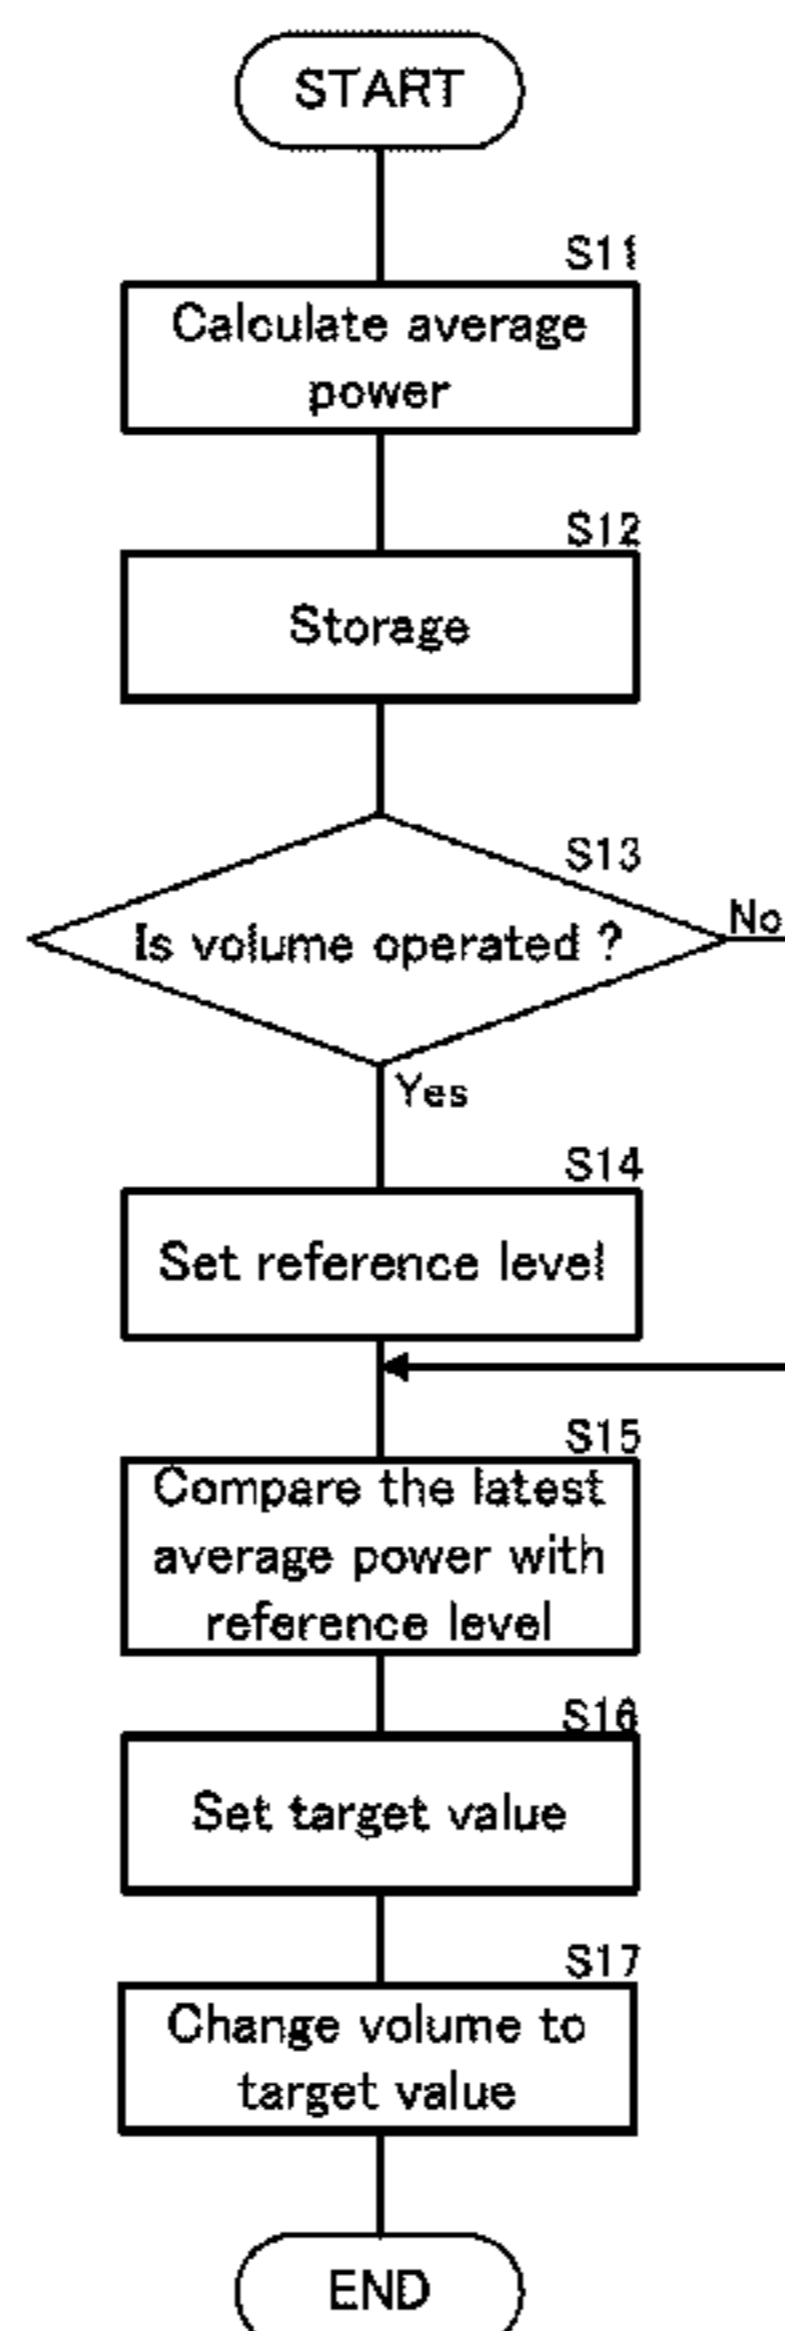 START
S11
Calculate average
power
S12
Storage
S13
Is volume operated ?
No
Yes
S14
Set reference level
S15
Compare the latest
average power with
reference level
S16
Set target value
S17
Change volume to
target value
END